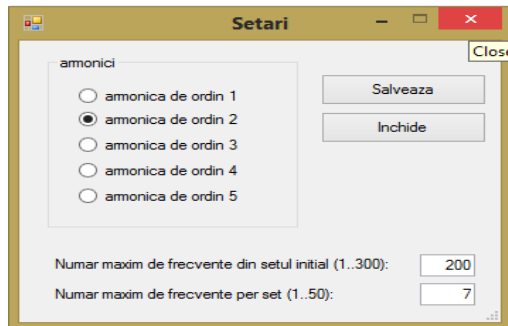 Setari
Close
armonici
armonica de ordin 1
armonica de ordin 2
armonica de ordin 3
armonica de ordin 4
armonica de ordin 5
Salveaza
Inchide
Numar maxim de frecvente din setul initial (1..300): 200
Numar maxim de frecvente per set (1..50): 7